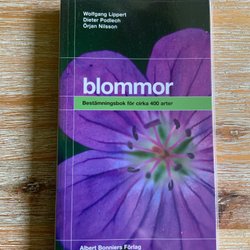 Wolfgang Lippert
Dieter Podlech
Örjan Nilsson
blommor
Bestämningsbok för cirka 400 arter
Albert Bonniers Förlag